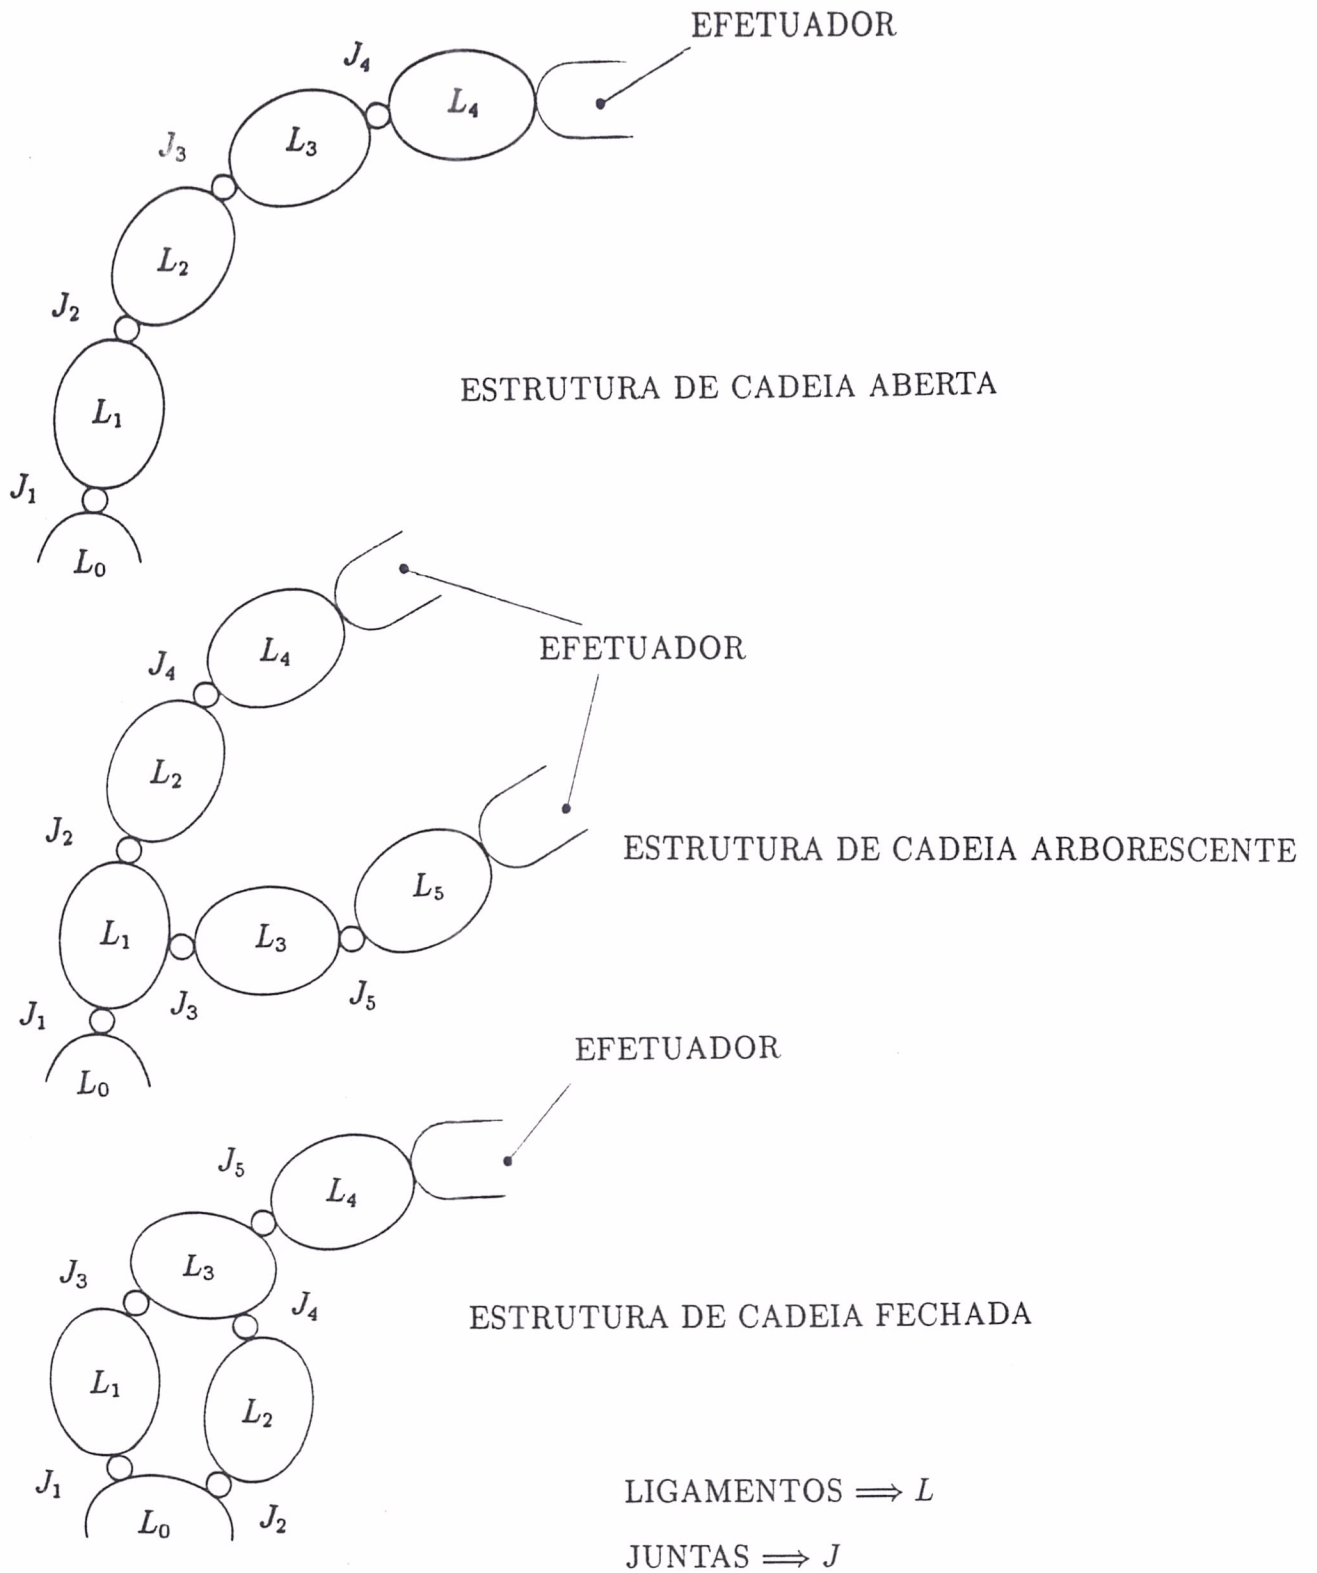 EFETUADOR
J₄
L₄
L₃
J₃
L₂
J₂
ESTRUTURA DE CADEIA ABERTA
L₁
J₁
L₀
EFETUADOR
L₄
J₄
L₂
J₂
ESTRUTURA DE CADEIA ARBORESCENTE
L₅
L₁
L₃
J₃
J₅
J₁
L₀
EFETUADOR
J₅
L₄
L₃
J₃
J₄
ESTRUTURA DE CADEIA FECHADA
L₁
L₂
J₁
L₀
J₂
LIGAMENTOS ⟹ L
JUNTAS ⟹ J